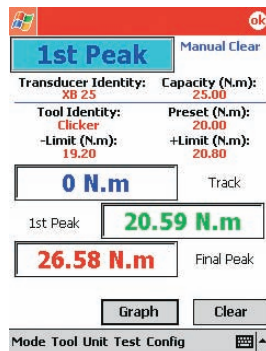 ok
1st Peak
Manual Clear
Transducer Identity: Capacity (N.m):
XB 25 25.00
Tool Identity: Preset (N.m):
Clicker 20.00
-Limit (N.m): +Limit (N.m):
19.20 20.80
0 N.m Track
1st Peak 20.59 N.m
26.58 N.m Final Peak
Graph Clear
Mode Tool Unit Test Config